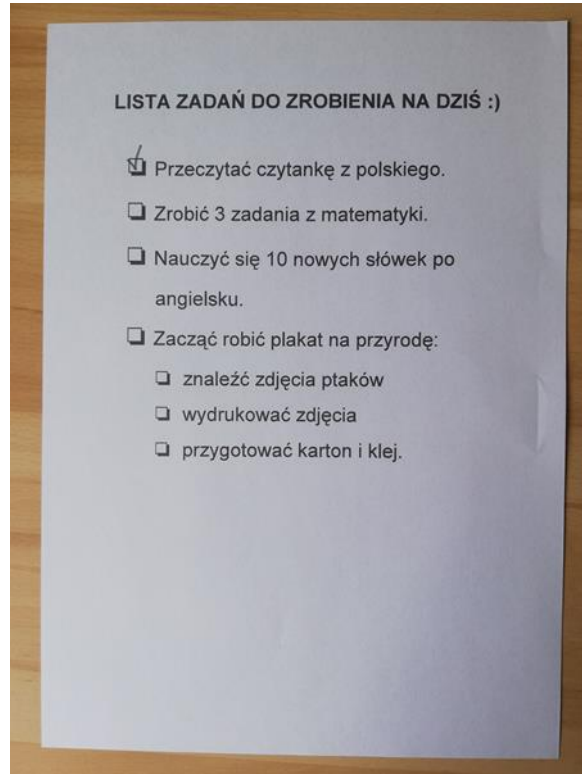 LISTA ZADAŃ DO ZROBIENIA NA DZIŚ :)
Przeczytać czytankę z polskiego.
Zrobić 3 zadania z matematyki.
Nauczyć się 10 nowych słówek po
angielsku.
Zacząć robić plakat na przyrodę:
znaleźć zdjęcia ptaków
wydrukować zdjęcia
przygotować karton i klej.